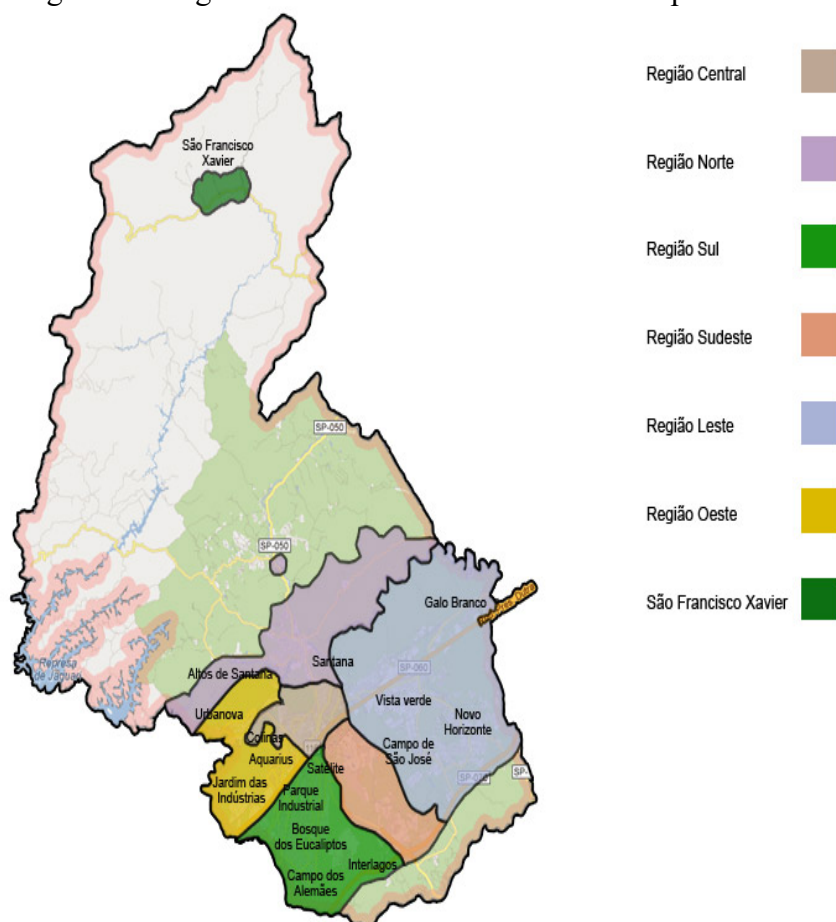 São Francisco
Xavier
SP-050
SP-050
Galo Branco
Santana
SP-060
Altos de Santana
Urbanova
Vista verde
Novo
Horizonte
Colinas
Campo de
São José
Aquarius
Satélite
Jardim das
Indústrias
Parque
Industrial
Bosque
dos Eucaliptos
Interlagos
Campo dos
Alemães
Represa
de Jaguari
SP-
Região Central
Região Norte
Região Sul
Região Sudeste
Região Leste
Região Oeste
São Francisco Xavier